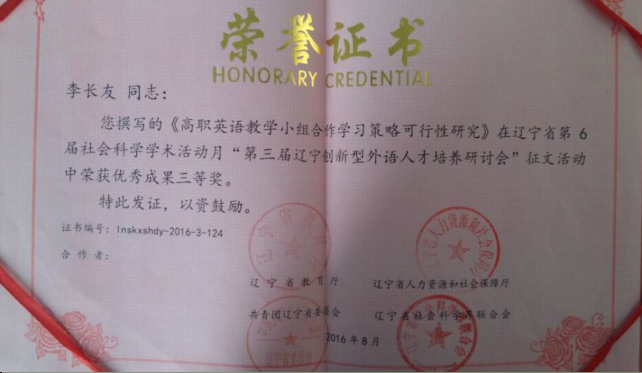 荣誉证书
HONORARY CREDENTIAL
李长友 同志：
您撰写的《高职英语教学小组合作学习策略可行性研究》在辽宁省第 6
届社会科学学术活动月“第三届辽宁创新型外语人才培养研讨会”征文活动
中荣获优秀成果三等奖。
特此发证，以资鼓励。
证书编号：lnskxshdy-2016-3-124
合作者：
辽宁省教育厅 辽宁省人力资源和社会保障厅
共青团辽宁省委员会 辽宁省社会科学界联合会
2016年8月